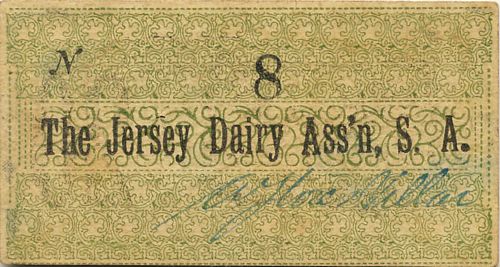 N
8
The Jersey Dairy Ass'n, S. A.